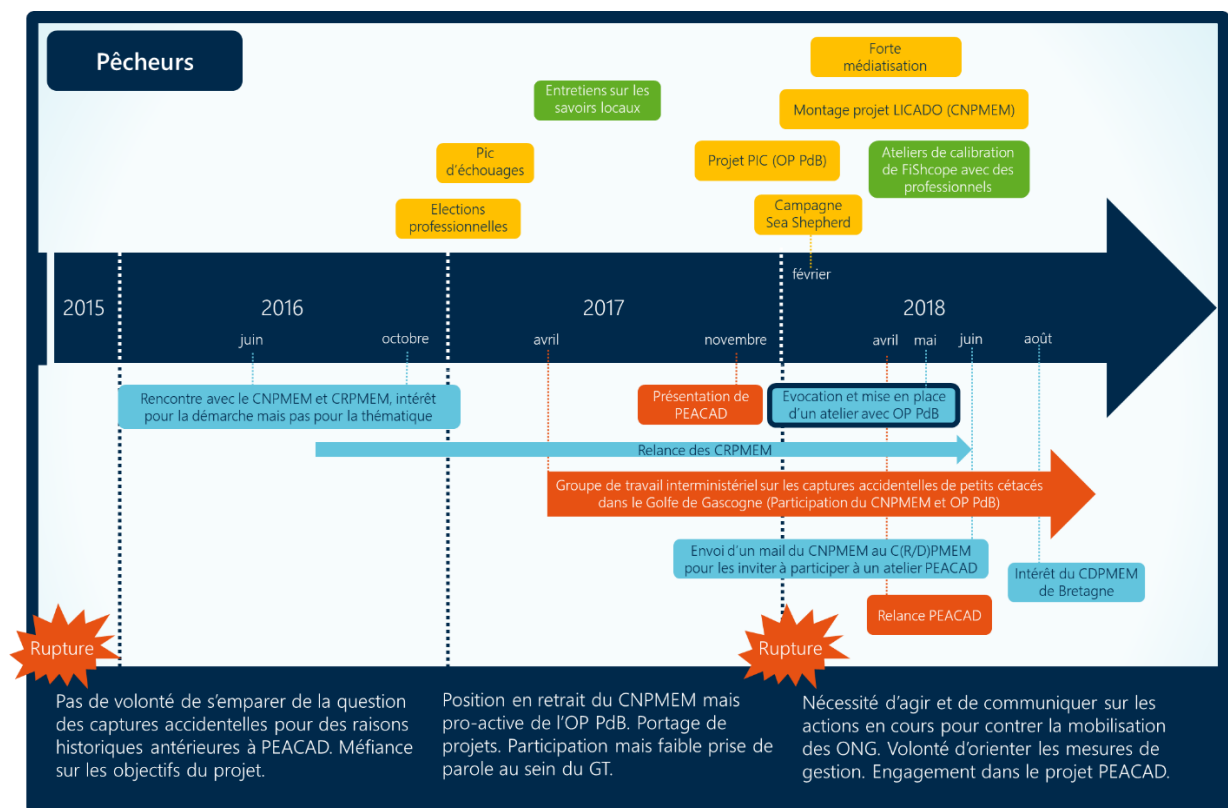 Pêcheurs
Forte
médiatisation
Entretiens sur les
savoirs locaux
Montage projet LICADO (CNPMEM)
Pic
d'échouages
Projet PIC (OP PdB)
Ateliers de calibration
de FiShcope avec des
professionnels
Elections
professionnelles
Campagne
Sea Shepherd
février
2015
2016
2017
2018
juin
octobre
avril
novembre
avril
mai
juin
août
Rencontre avec le CNPMEM et CRPMEM, intérêt
pour la démarche mais pas pour la thématique
Présentation de
PEACAD
Evocation et mise en place
d'un atelier avec OP PdB
Relance des CRPMEM
Groupe de travail interministériel sur les captures accidentelles de petits cétacés
dans le Golfe de Gascogne (Participation du CNPMEM et OP PdB)
Envoi d'un mail du CNPMEM au C(R/D)PMEM
pour les inviter à participer à un atelier PEACAD
Intérêt du CDPMEM
de Bretagne
Relance PEACAD
Rupture
Rupture
Pas de volonté de s'emparer de la question
des captures accidentelles pour des raisons
historiques antérieures à PEACAD. Méfiance
sur les objectifs du projet.
Position en retrait du CNPMEM mais
pro-active de l'OP PdB. Portage de
projets. Participation mais faible prise de
parole au sein du GT.
Nécessité d'agir et de communiquer sur les
actions en cours pour contrer la mobilisation
des ONG. Volonté d'orienter les mesures de
gestion. Engagement dans le projet PEACAD.